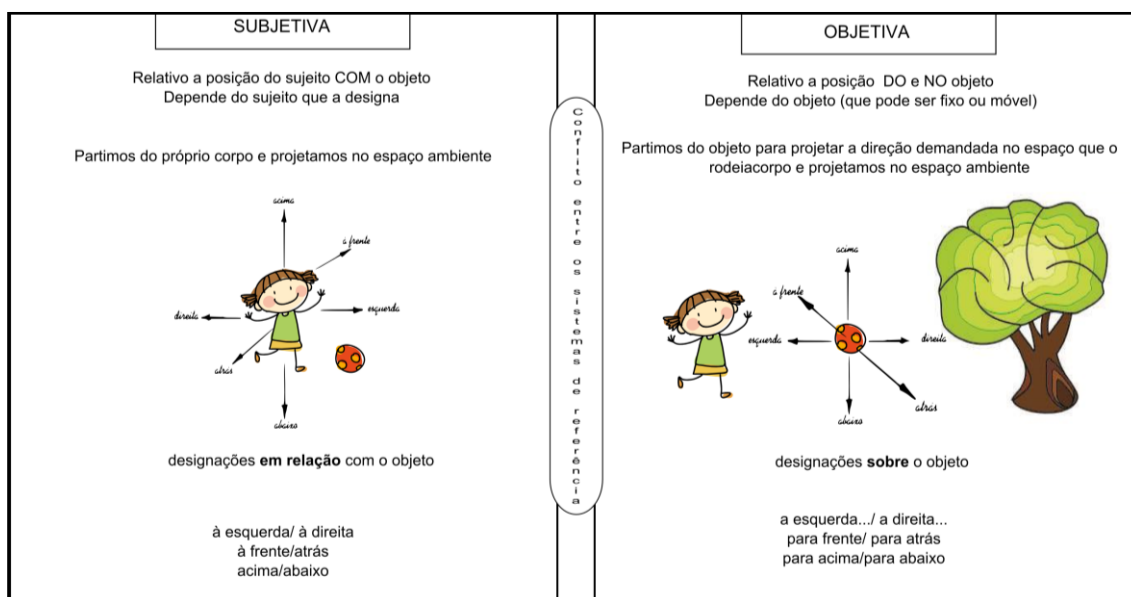 SUBJETIVA
Relativo a posição do sujeito COM o objeto
Depende do sujeito que a designa
Partimos do próprio corpo e projetamos no espaço ambiente
acima
à frente
direita
esquerda
atrás
abaixo
designações em relação com o objeto
à esquerda/ à direita
à frente/atrás
acima/abaixo
Conflito entre os sistemas de referência
OBJETIVA
Relativo a posição DO e NO objeto
Depende do objeto (que pode ser fixo ou móvel)
Partimos do objeto para projetar a direção demandada no espaço que o
rodeiacorpo e projetamos no espaço ambiente
acima
à frente
esquerda
direita
atrás
abaixo
designações sobre o objeto
a esquerda.../ a direita...
para frente/ para atrás
para acima/para abaixo